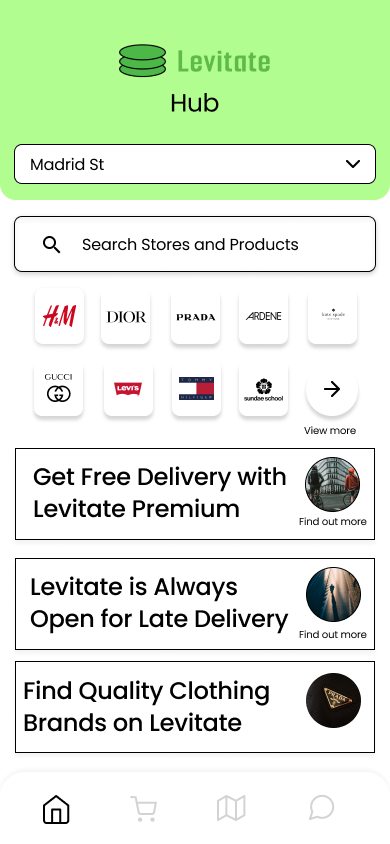 Levitate
Hub
Madrid St
Search Stores and Products
H&M
DIOR
PRADA
ARDENE
kate spade
GUCCI
Levi's
TOMMY
HILFIGER
sundae school
View more
Get Free Delivery with
Levitate Premium
Find out more
Levitate is Always
Open for Late Delivery
Find out more
Find Quality Clothing
Brands on Levitate
PRADA